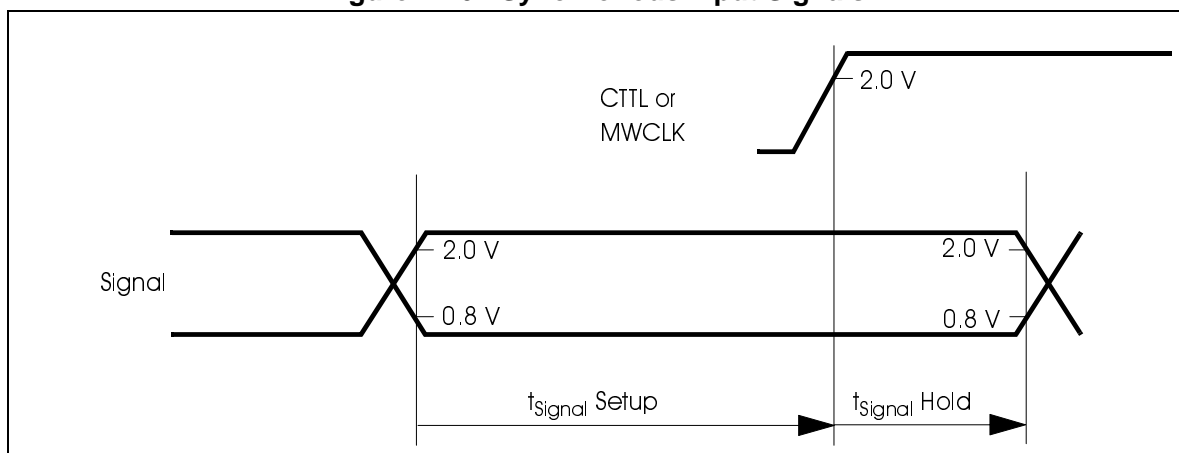 CTTL or
MWCLK
2.0 V
Signal
2.0 V
2.0 V
0.8 V
0.8 V
tSignal Setup
tSignal Hold